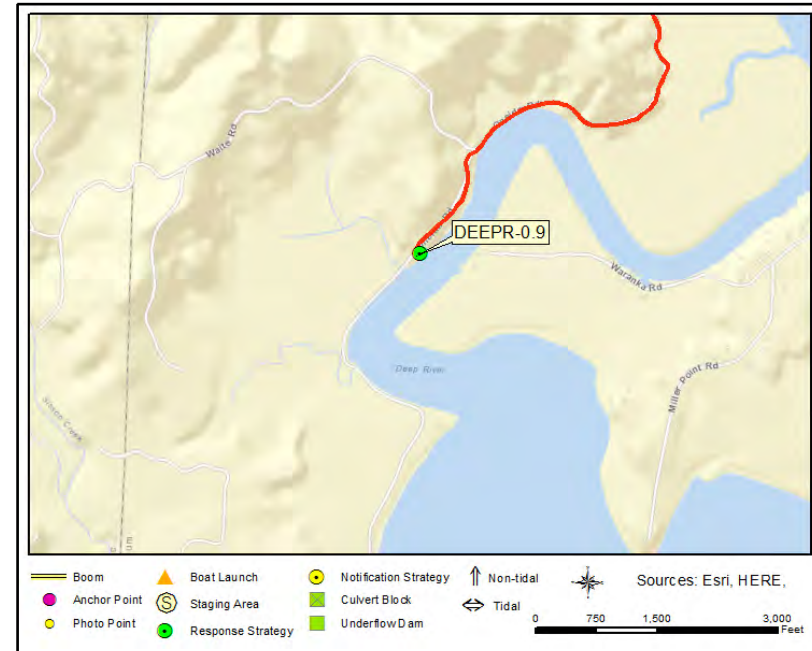 Waite Rd
DEEPR-0.9
Waranka Rd
Deep River
Miller Point Rd
Boom
Boat Launch
Notification Strategy
Non-tidal
Sources: Esri, HERE,
Anchor Point
Staging Area
Culvert Block
Tidal
Photo Point
Response Strategy
Underflow Dam
0 750 1,500 3,000
Feet